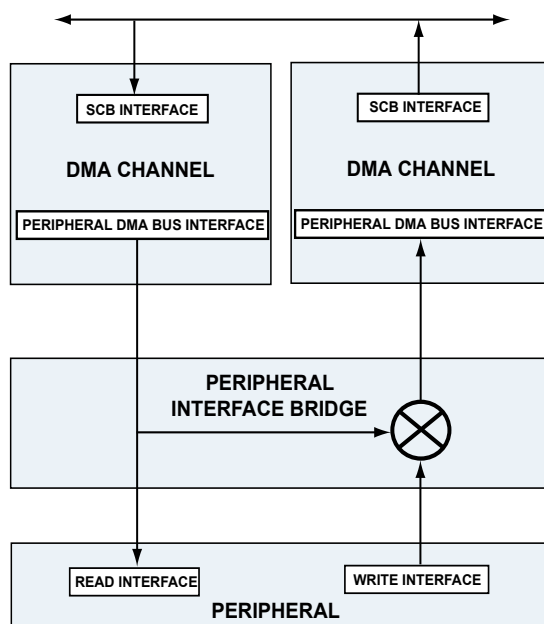 SCB INTERFACE
SCB INTERFACE
DMA CHANNEL
DMA CHANNEL
PERIPHERAL DMA BUS INTERFACE
PERIPHERAL DMA BUS INTERFACE
PERIPHERAL
INTERFACE BRIDGE
READ INTERFACE
WRITE INTERFACE
PERIPHERAL